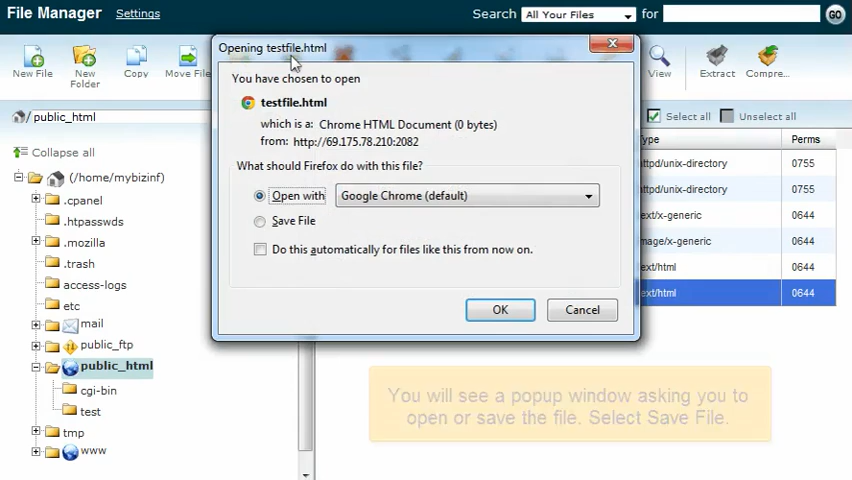 File Manager
Settings
Search
All Your Files
for
GO
New File
New Folder
Copy
Move File
View
Extract
Compre...
/public_html
Select all
Unselect all
Collapse all
(/home/mybizinf)
.cpanel
.htpasswds
.mozilla
.trash
access-logs
etc
mail
public_ftp
public_html
cgi-bin
test
tmp
www
Opening testfile.html
You have chosen to open
testfile.html
which is a: Chrome HTML Document (0 bytes)
from: http://69.175.78.210:2082
What should Firefox do with this file?
Open with
Google Chrome (default)
Save File
Do this automatically for files like this from now on.
OK
Cancel
Type
Perms
ttpd/unix-directory
0755
ttpd/unix-directory
0755
ext/x-generic
0644
mage/x-generic
0644
ext/html
0644
ext/html
0644
You will see a popup window asking you to
open or save the file. Select Save File.